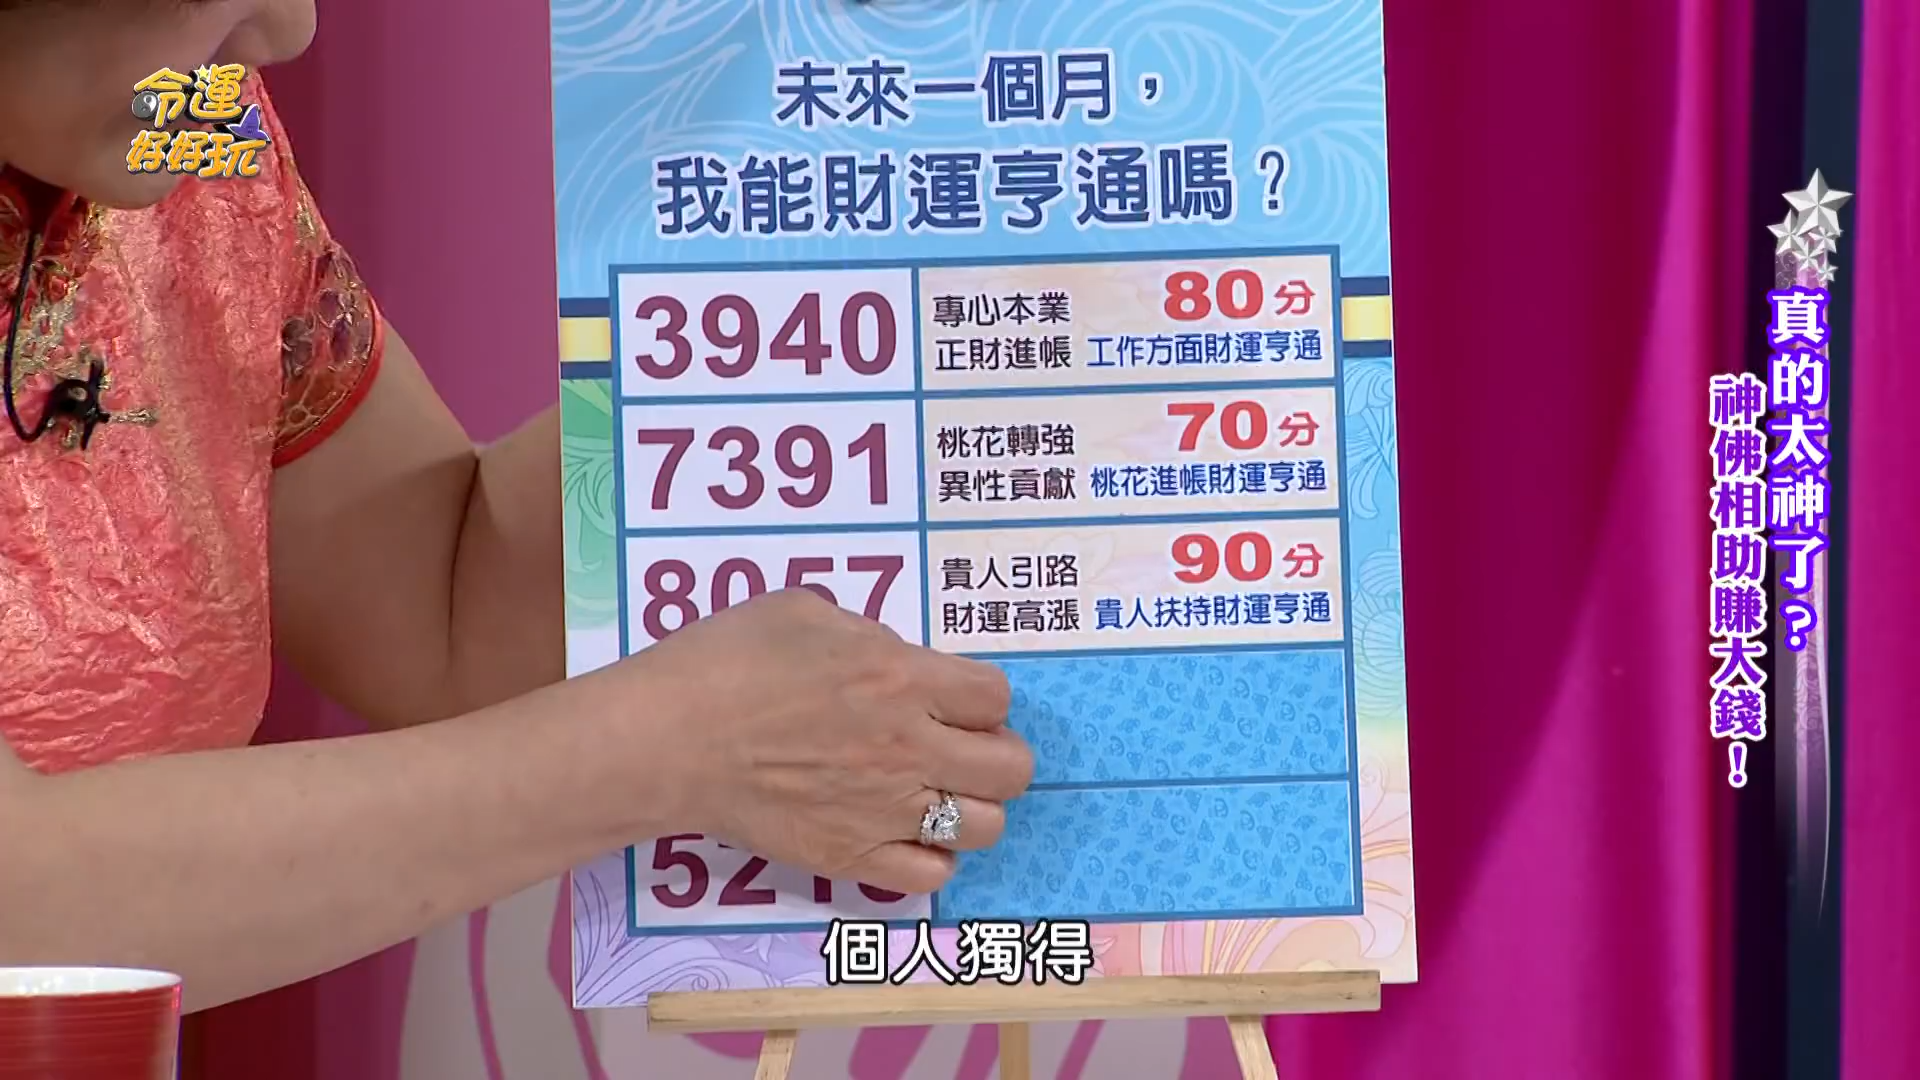 命運
好好玩
未來一個月，
我能財運亨通嗎？
3940
專心本業
正財進帳
80分
工作方面財運亨通
7391
桃花轉強
異性貢獻
70分
桃花進帳財運亨通
8057
貴人引路
財運高漲
90分
貴人扶持財運亨通
真的太神了？
神佛相助賺大錢！
個人獨得